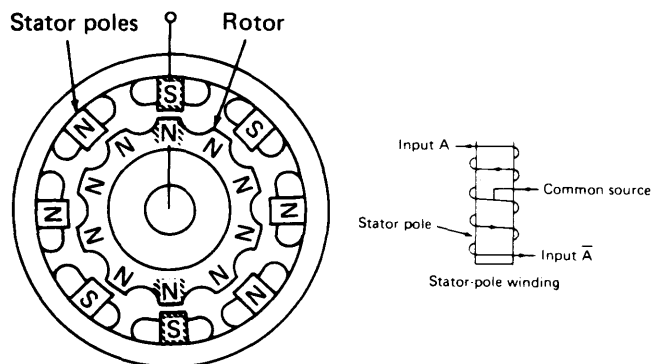 Stator poles
Rotor
S
N
S
N
N
N
N
N
N
N
N
N
N
N
N
S
N
N
S
Input A
Common source
Stator pole
Input A̅
Stator-pole winding